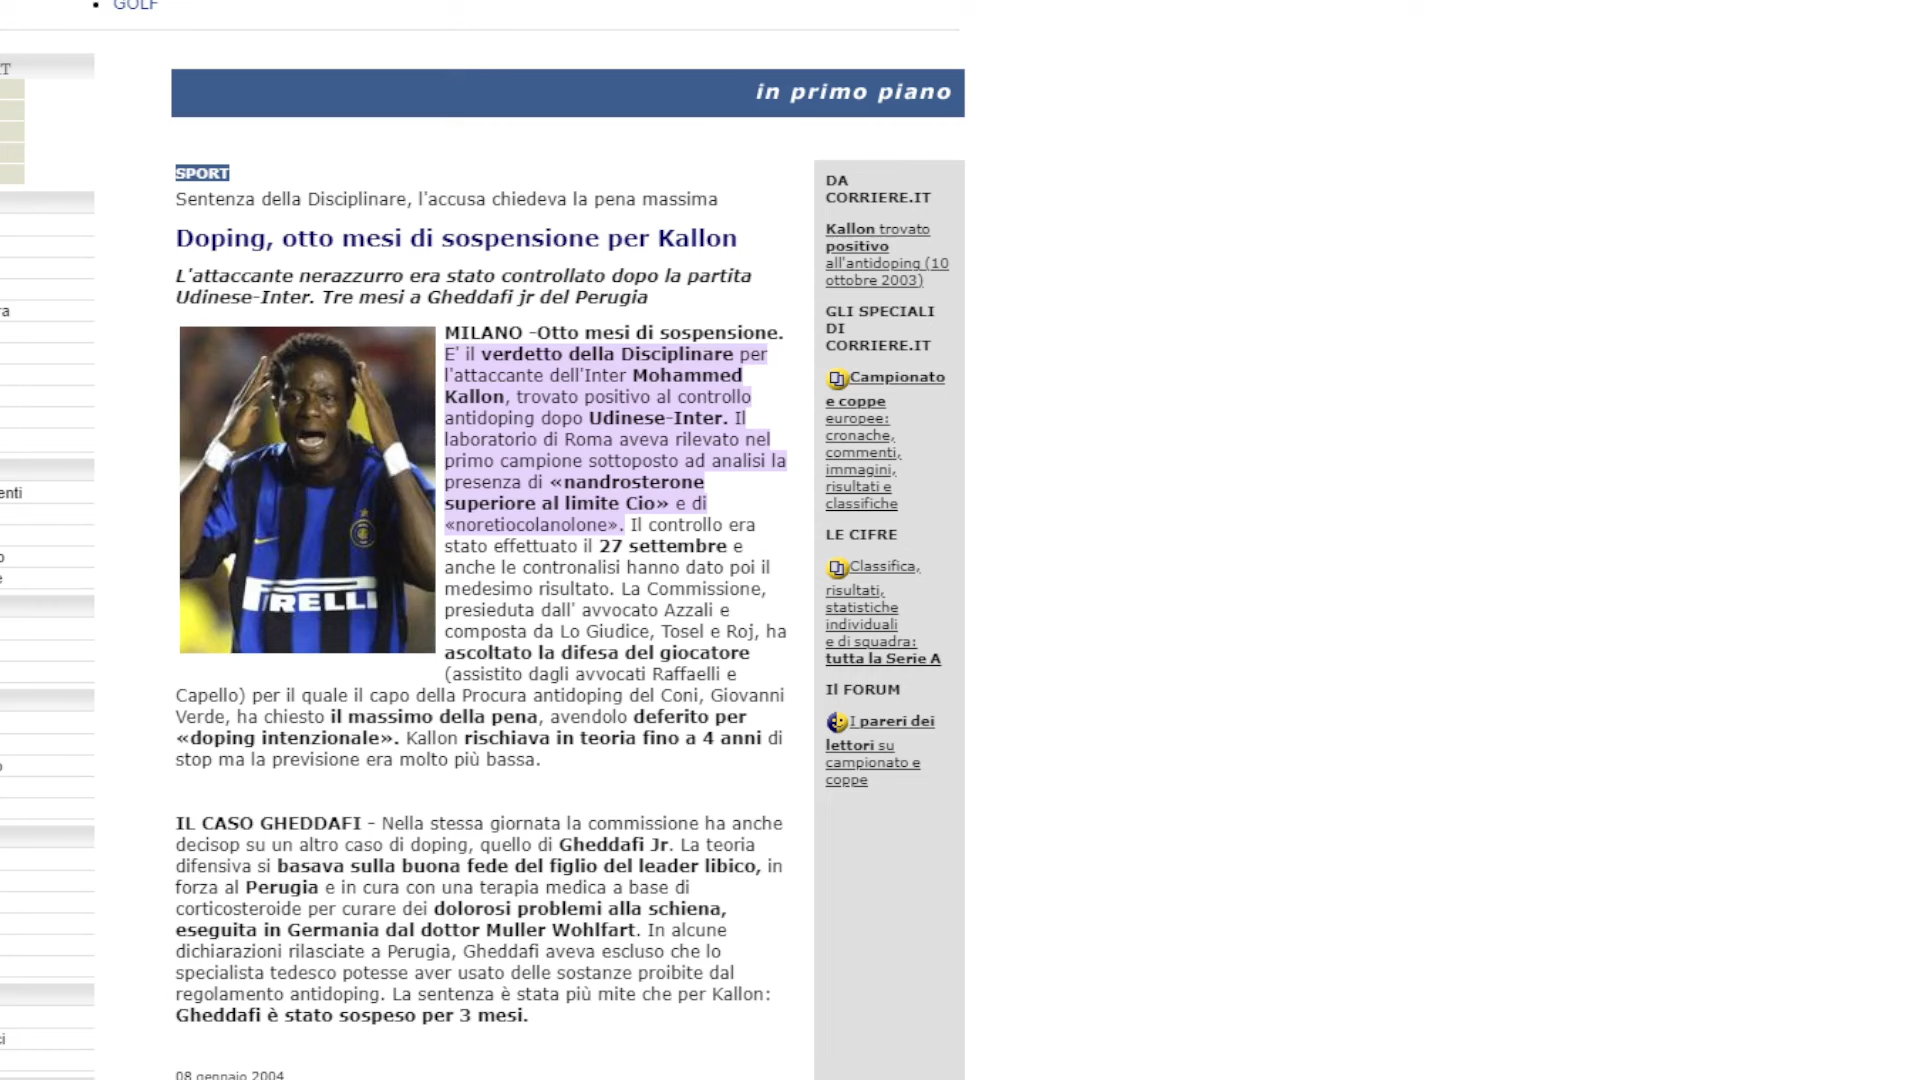 GOLF
T
ra
enti
o
e
o
ci
in primo piano
SPORT
Sentenza della Disciplinare, l'accusa chiedeva la pena massima
Doping, otto mesi di sospensione per Kallon
L'attaccante nerazzurro era stato controllato dopo la partita
Udinese-Inter. Tre mesi a Gheddafi jr del Perugia
MILANO -Otto mesi di sospensione.
E' il verdetto della Disciplinare per
l'attaccante dell'Inter Mohammed
Kallon, trovato positivo al controllo
antidoping dopo Udinese-Inter. Il
laboratorio di Roma aveva rilevato nel
primo campione sottoposto ad analisi la
presenza di «nandrosterone
superiore al limite Cio» e di
«noretiocolanolone». Il controllo era
stato effettuato il 27 settembre e
anche le contronalisi hanno dato poi il
medesimo risultato. La Commissione,
presieduta dall' avvocato Azzali e
composta da Lo Giudice, Tosel e Roj, ha
ascoltato la difesa del giocatore
(assistito dagli avvocati Raffaelli e
Capello) per il quale il capo della Procura antidoping del Coni, Giovanni
Verde, ha chiesto il massimo della pena, avendolo deferito per
«doping intenzionale». Kallon rischiava in teoria fino a 4 anni di
stop ma la previsione era molto più bassa.
PIRELLI
IL CASO GHEDDAFI - Nella stessa giornata la commissione ha anche
decisop su un altro caso di doping, quello di Gheddafi Jr. La teoria
difensiva si basava sulla buona fede del figlio del leader libico, in
forza al Perugia e in cura con una terapia medica a base di
corticosteroide per curare dei dolorosi problemi alla schiena,
eseguita in Germania dal dottor Muller Wohlfart. In alcune
dichiarazioni rilasciate a Perugia, Gheddafi aveva escluso che lo
specialista tedesco potesse aver usato delle sostanze proibite dal
regolamento antidoping. La sentenza è stata più mite che per Kallon:
Gheddafi è stato sospeso per 3 mesi.
08 gennaio 2004
DA
CORRIERE.IT
Kallon trovato
positivo
all'antidoping (10
ottobre 2003)
GLI SPECIALI
DI
CORRIERE.IT
Campionato
e coppe
europee:
cronache,
commenti,
immagini,
risultati e
classifiche
LE CIFRE
Classifica,
risultati,
statistiche
individuali
e di squadra:
tutta la Serie A
Il FORUM
I pareri dei
lettori su
campionato e
coppe